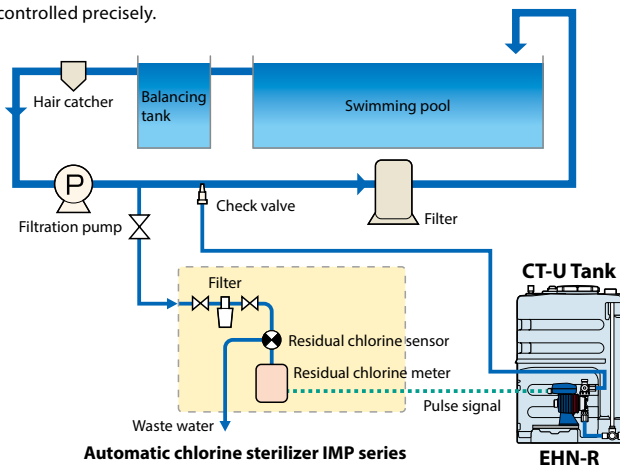 controlled precisely.
Hair catcher
Balancing
tank
Swimming pool
P
Filtration pump
Check valve
Filter
CT-U Tank
Filter
Residual chlorine sensor
Residual chlorine meter
Pulse signal
Waste water
Automatic chlorine sterilizer IMP series
EHN-R